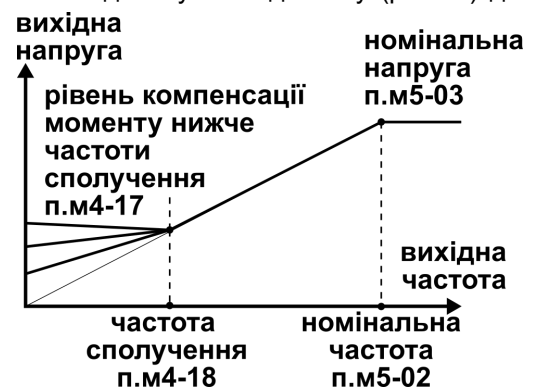 вихідна
напруга
номінальна
напруга
п.м5-03
рівень компенсації
моменту нижче
частоти
сполучення
п.м4-17
вихідна
частота
частота
сполучення
п.м4-18
номінальна
частота
п.м5-02